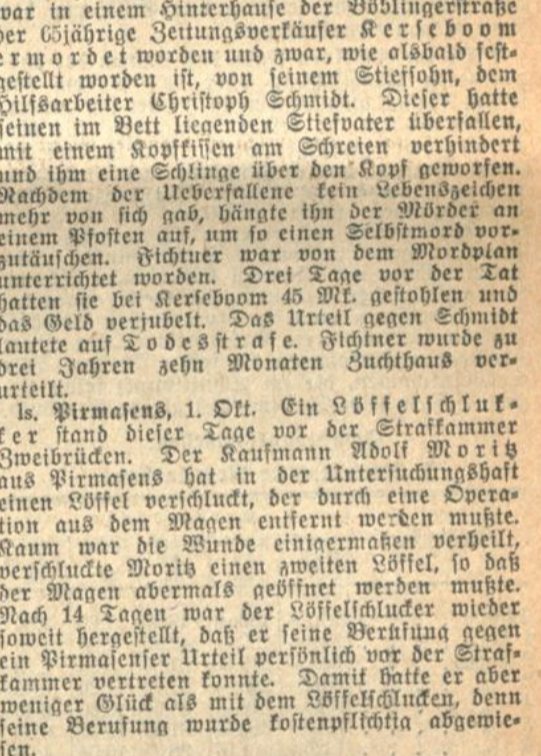 war in einem Hinterhause der Böblingerstraße
der 65jährige Zeitungsverkäufer Kerseboom
ermordet worden und zwar, wie alsbald fest-
gestellt worden ist, von seinem Stiefsohn, dem
Hilfsarbeiter Christoph Schmidt. Dieser hatte
seinen im Bett liegenden Stiefvater überfallen,
mit einem Kopfkissen am Schreien verhindert
und ihm eine Schlinge über den Kopf geworfen.
Nachdem der Ueberfallene kein Lebenszeichen
mehr von sich gab, hängte ihn der Mörder an
einem Pfosten auf, um so einen Selbstmord vor-
zutäuschen. Fichtner war von dem Mordplan
unterrichtet worden. Drei Tage vor der Tat
hatten sie bei Kerseboom 45 Mk. gestohlen und
das Geld verjubelt. Das Urteil gegen Schmidt
lautete auf Todesstrafe. Fichtner wurde zu
drei Jahren zehn Monaten Zuchthaus ver-
urteilt.
ls. Pirmasens, 1. Okt. Ein Löffelschluk-
ker stand dieser Tage vor der Strafkammer
Zweibrücken. Der Kaufmann Adolf Moritz
aus Pirmasens hat in der Untersuchungshaft
einen Löffel verschluckt, der durch eine Opera-
tion aus dem Magen entfernt werden mußte.
Kaum war die Wunde einigermaßen verheilt,
verschluckte Moritz einen zweiten Löffel, so daß
der Magen abermals geöffnet werden mußte.
Nach 14 Tagen war der Löffelschlucker wieder
soweit hergestellt, daß er seine Berufung gegen
ein Pirmasenser Urteil persönlich vor der Straf-
kammer vertreten konnte. Damit hatte er aber
weniger Glück als mit dem Löffelschlucken, denn
seine Berufung wurde kostenpflichtig abgewie-
sen.